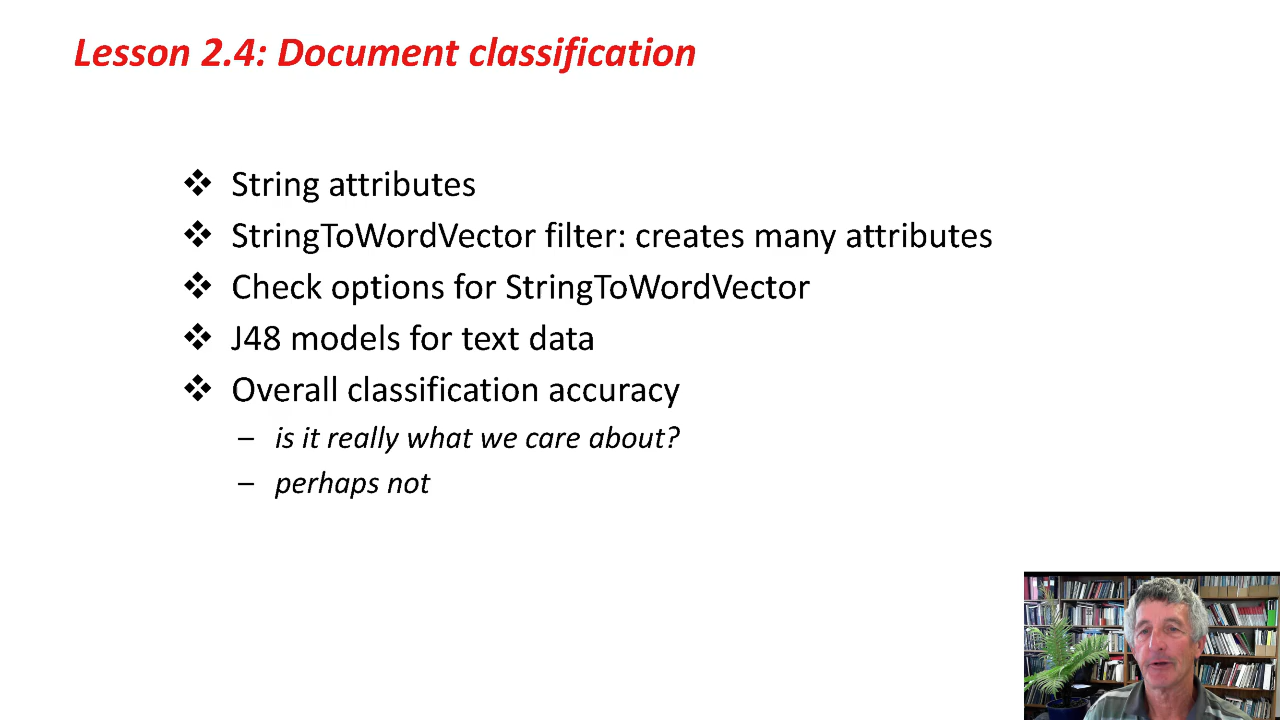 Lesson 2.4: Document classification
❖ String attributes
❖ StringToWordVector filter: creates many attributes
❖ Check options for StringToWordVector
❖ J48 models for text data
❖ Overall classification accuracy
– is it really what we care about?
– perhaps not